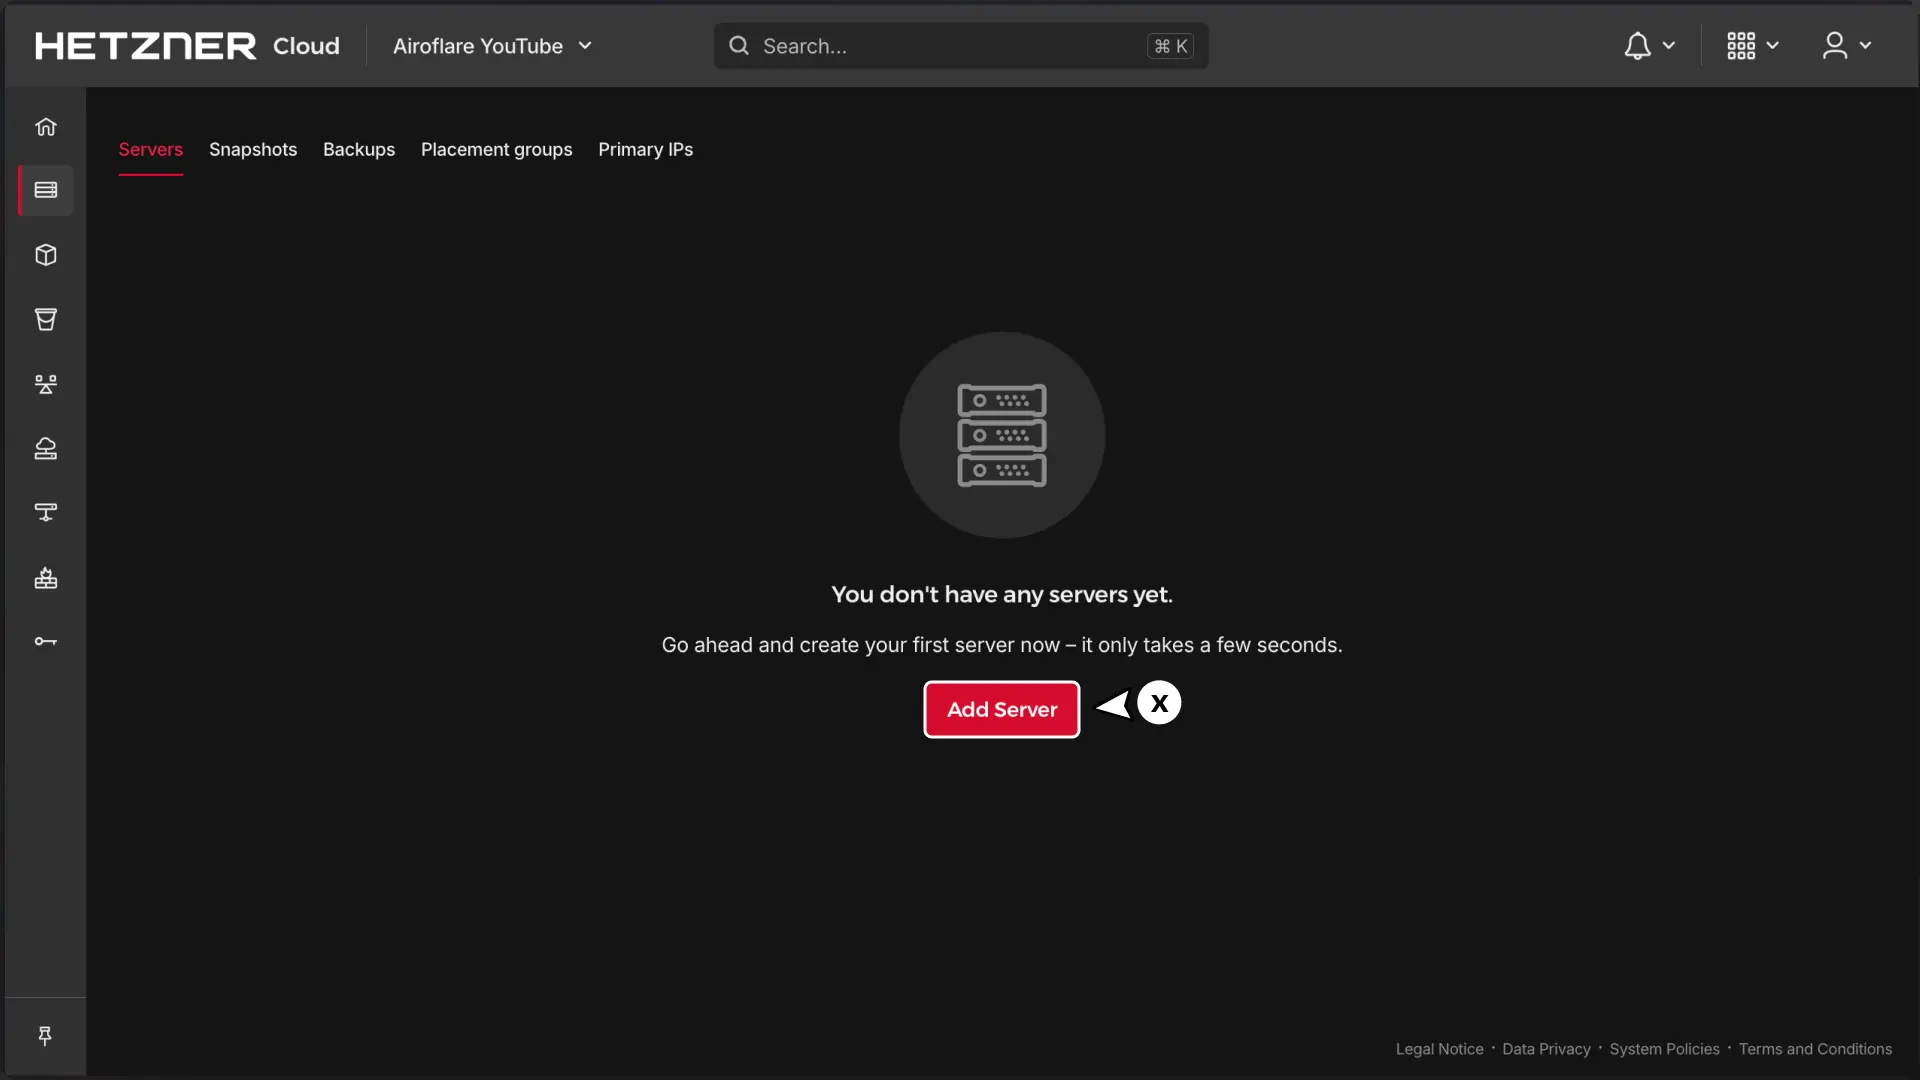 HETZNER Cloud
Airoflare YouTube
Search...
⌘ K
Servers
Snapshots
Backups
Placement groups
Primary IPs
You don't have any servers yet.
Go ahead and create your first server now – it only takes a few seconds.
Add Server
X
Legal Notice · Data Privacy · System Policies · Terms and Conditions